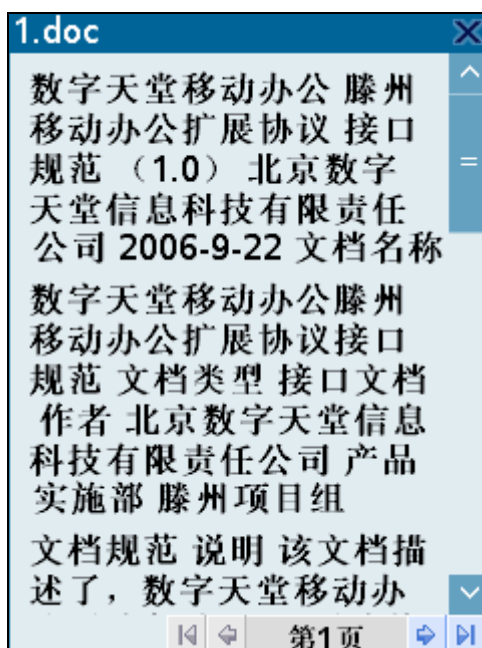 1.doc
数字天堂移动办公 滕州
移动办公扩展协议 接口
规范 （1.0） 北京数字
天堂信息科技有限责任
公司 2006-9-22 文档名称
数字天堂移动办公滕州
移动办公扩展协议接口
规范 文档类型 接口文档
作者 北京数字天堂信息
科技有限责任公司 产品
实施部 滕州项目组
文档规范 说明 该文档描
述了，数字天堂移动办
第1页